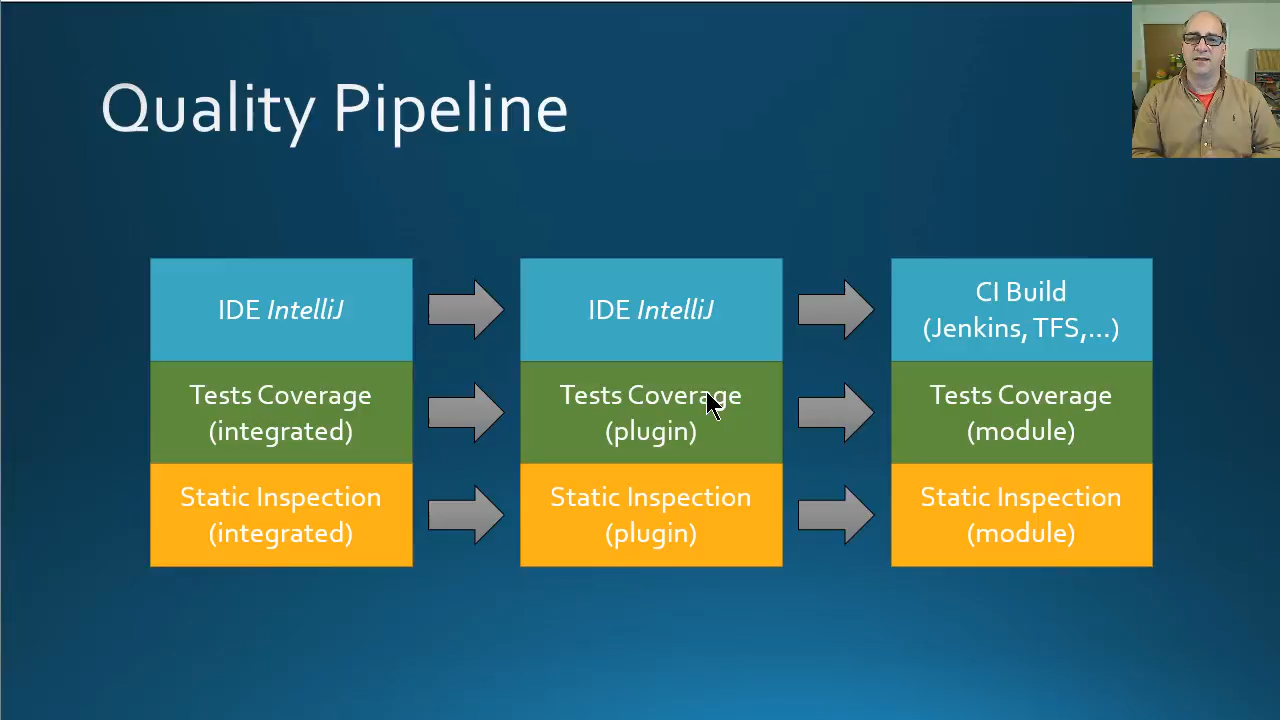 Quality Pipeline
IDE IntelliJ
Tests Coverage
(integrated)
Static Inspection
(integrated)
IDE IntelliJ
Tests Coverage
(plugin)
Static Inspection
(plugin)
CI Build
(Jenkins, TFS,...)
Tests Coverage
(module)
Static Inspection
(module)